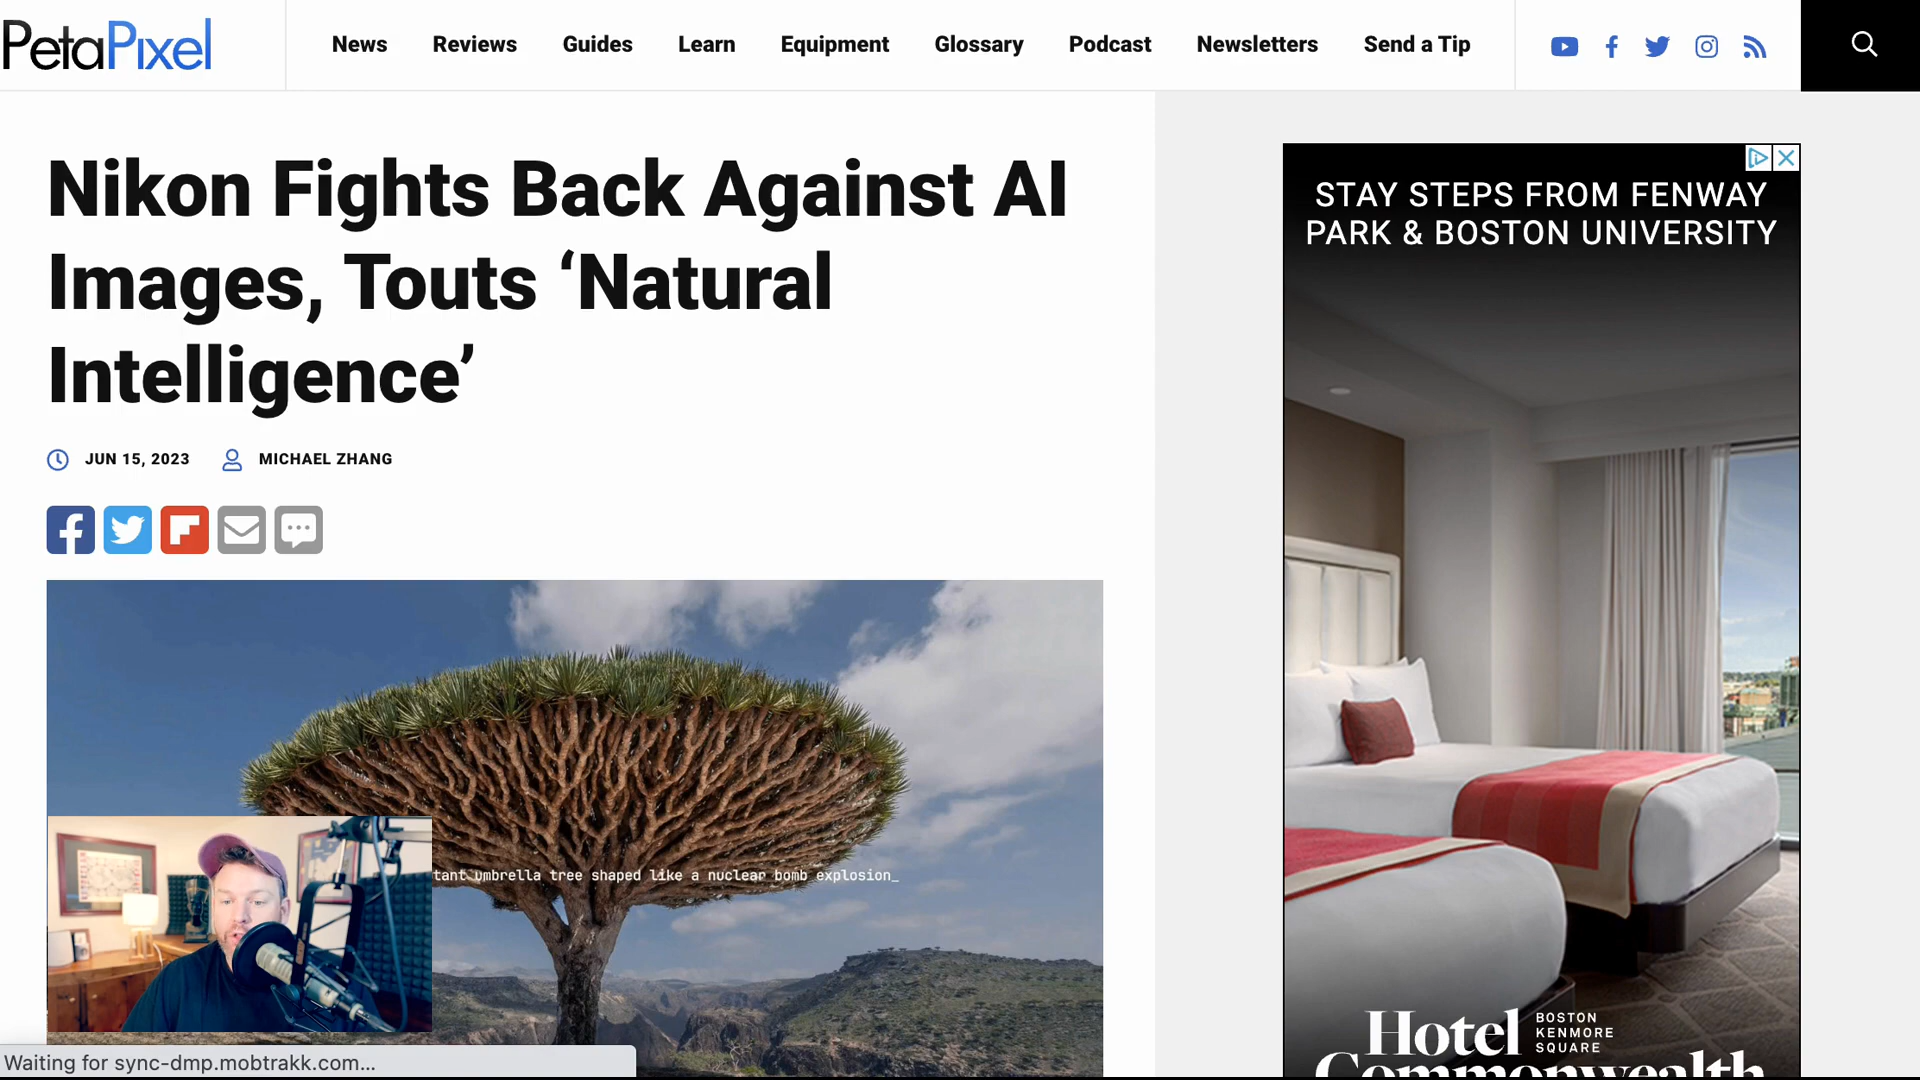 PetaPixel
News
Reviews
Guides
Learn
Equipment
Glossary
Podcast
Newsletters
Send a Tip
Nikon Fights Back Against AI
Images, Touts ‘Natural
Intelligence’
JUN 15, 2023
MICHAEL ZHANG
umbrella tree shaped like a nuclear bomb explosion_
Waiting for sync-dmp.mobtrakk.com...
STAY STEPS FROM FENWAY
PARK & BOSTON UNIVERSITY
Hotel
BOSTON
KENMORE
SQUARE
Commonwealth